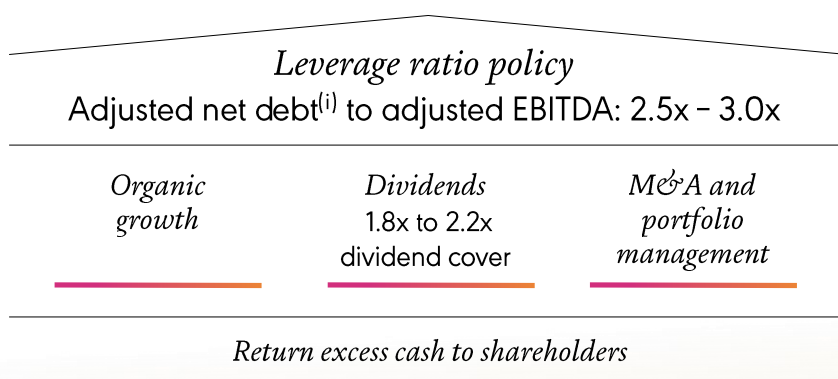 Leverage ratio policy
Adjusted net debt(i) to adjusted EBITDA: 2.5x – 3.0x
Organic
growth
Dividends
1.8x to 2.2x
dividend cover
M&A and
portfolio
management
Return excess cash to shareholders